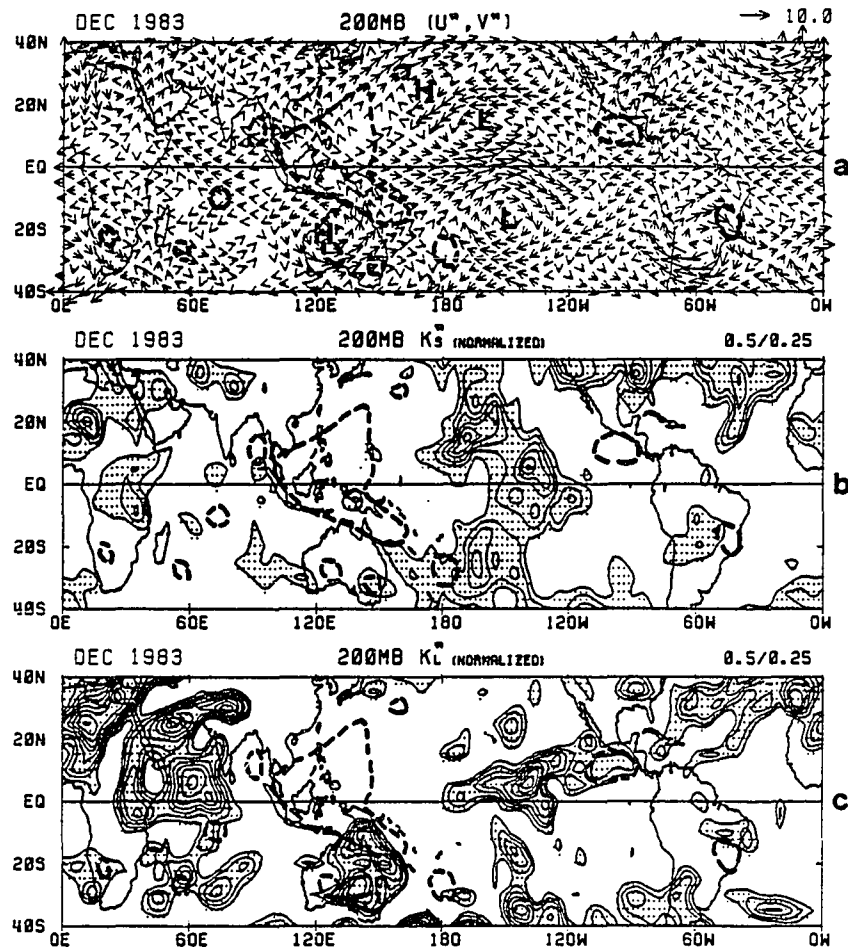 DEC 1983 200MB (U*,V*) → 10.0
40N
20N
EQ
20S
40S
H
L
L
H
L
0E 60E 120E 180 120W 60W 0W
a
DEC 1983 200MB K*S (NORMALIZED) 0.5/0.25
40N
20N
EQ
20S
40S
0E 60E 120E 180 120W 60W 0W
b
DEC 1983 200MB K*L (NORMALIZED) 0.5/0.25
40N
20N
EQ
20S
40S
0E 60E 120E 180 120W 60W 0W
c